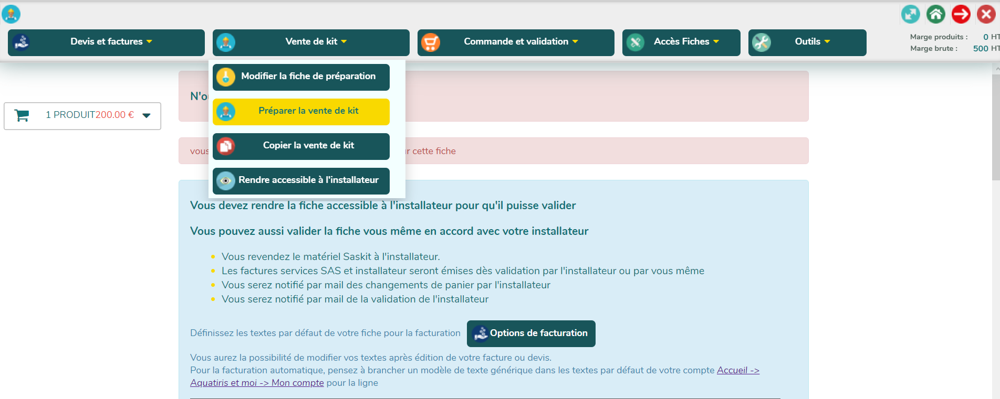 Devis et factures
Vente de kit
Commande et validation
Accès Fiches
Outils
Marge produits : 0 HT
Marge brute : 500 HT
Modifier la fiche de préparation
Préparer la vente de kit
Copier la vente de kit
Rendre accessible à l'installateur
1 PRODUIT200.00 €
vous
cette fiche
Vous devez rendre la fiche accessible à l'installateur pour qu'il puisse valider
Vous pouvez aussi valider la fiche vous même en accord avec votre installateur
Vous revendez le matériel Saskit à l'installateur.
Les factures services SAS et installateur seront émises dès validation par l'installateur ou par vous même
Vous serez notifié par mail des changements de panier par l'installateur
Vous serez notifié par mail de la validation de l'installateur
Définissez les textes par défaut de votre fiche pour la facturation Options de facturation
Vous aurez la possibilité de modifier vos textes après édition de votre facture ou devis.
Pour la facturation automatique, pensez à brancher un modèle de texte générique dans les textes par défaut de votre compte Accueil ->
Aquatiris et moi -> Mon compte pour la ligne